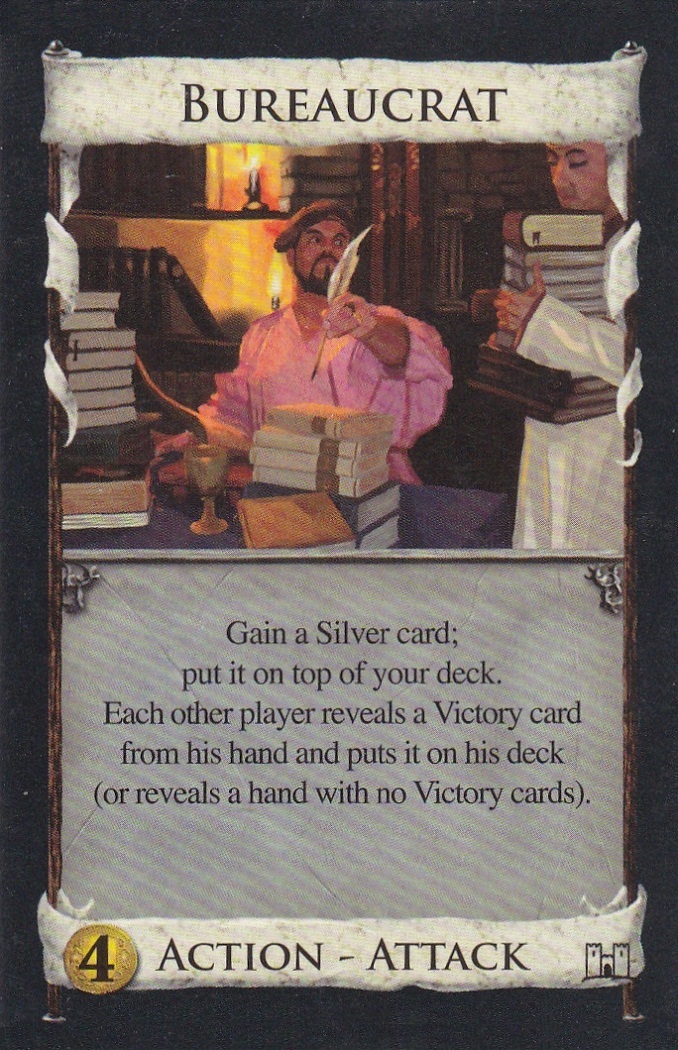 BUREAUCRAT
Gain a Silver card;
put it on top of your deck.
Each other player reveals a Victory card
from his hand and puts it on his deck
(or reveals a hand with no Victory cards).
4 ACTION - ATTACK